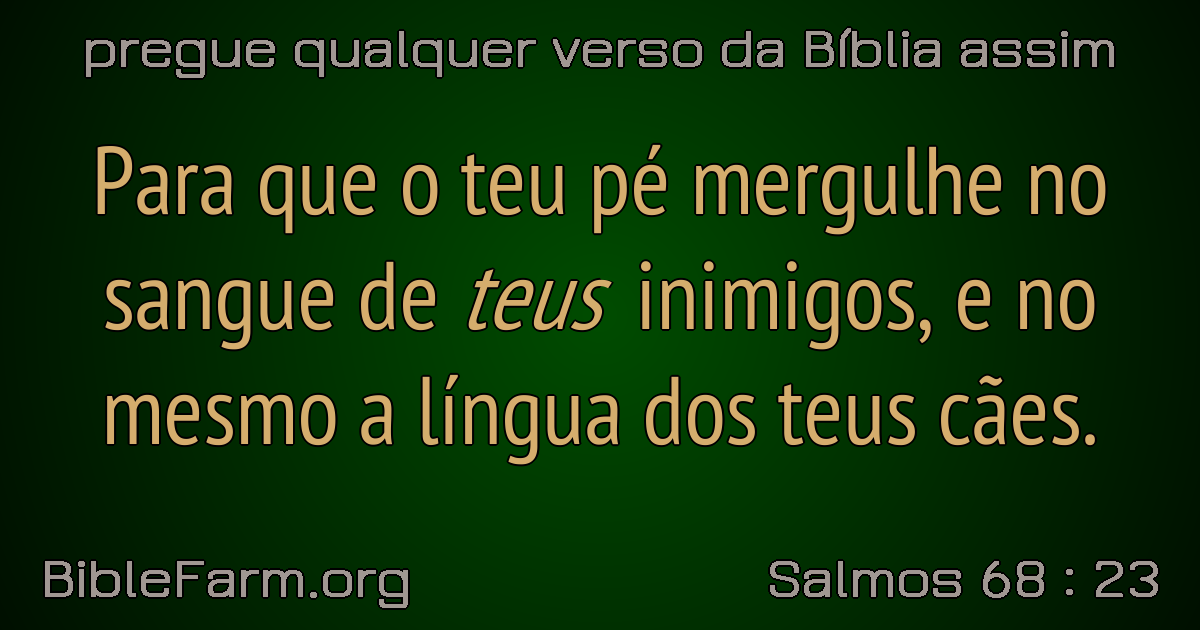 pregue qualquer verso da Bíblia assim
Para que o teu pé mergulhe no
sangue de teus inimigos, e no
mesmo a língua dos teus cães.
BibleFarm.org
Salmos 68 : 23